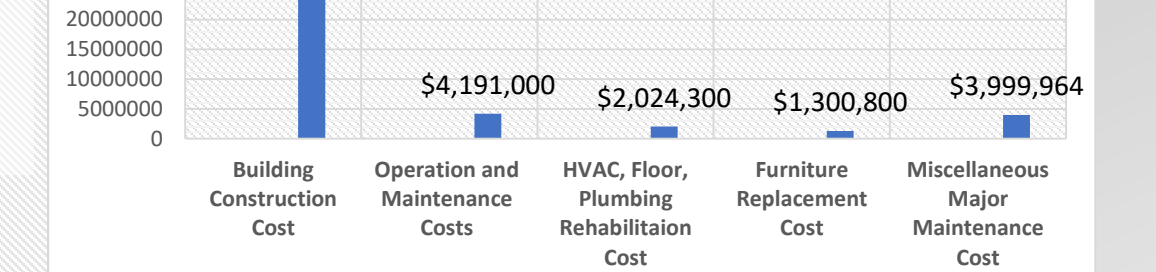 20000000
15000000
10000000
5000000
0
$4,191,000
$2,024,300
$1,300,800
$3,999,964
Building
Construction
Cost
Operation and
Maintenance
Costs
HVAC, Floor,
Plumbing
Rehabilitaion
Cost
Furniture
Replacement
Cost
Miscellaneous
Major
Maintenance
Cost